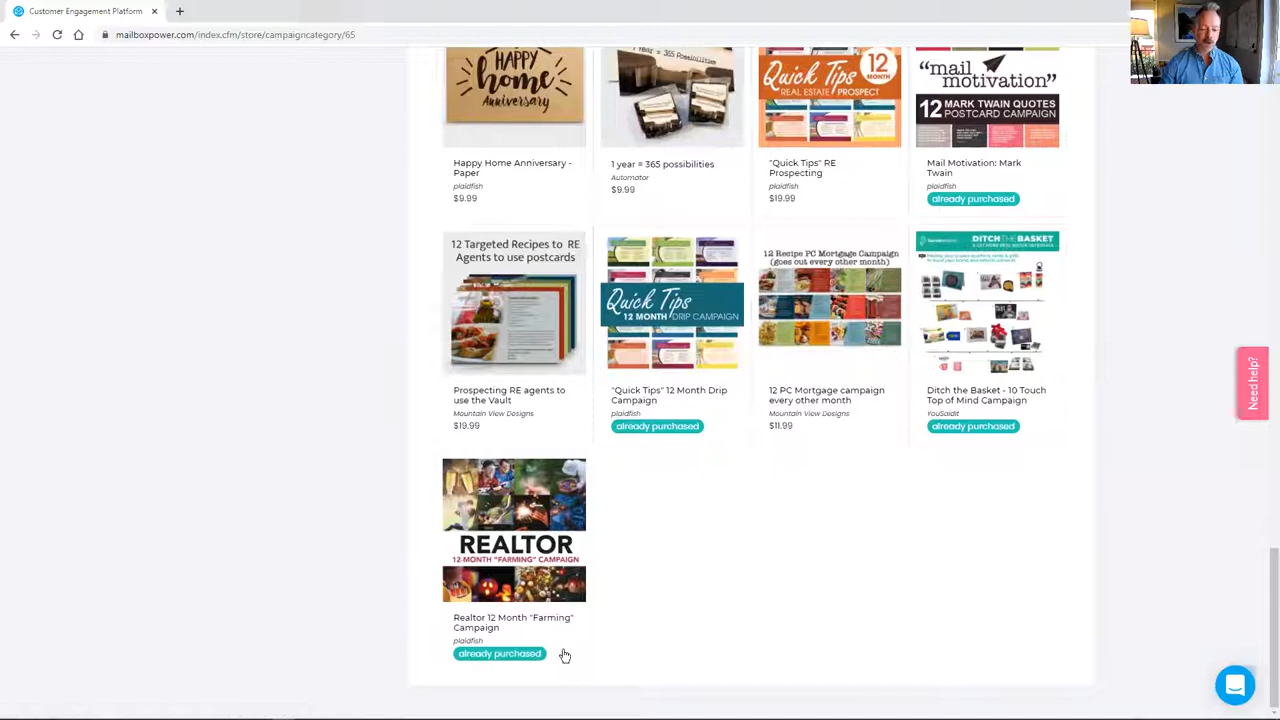 Customer Engagement Platform
mailboxpower.com/index.cfm/store/campaigncategory/65
HAPPY
home
Anniversary
1 Year = 365 Possibilities
Quick Tips
12
MONTH
REAL ESTATE PROSPECT
"mail
motivation"
12 MARK TWAIN QUOTES
POSTCARD CAMPAIGN
Happy Home Anniversary -
Paper
plaidfish
$9.99
1 year = 365 possibilities
Automator
$9.99
"Quick Tips" RE
Prospecting
plaidfish
$19.99
Mail Motivation: Mark
Twain
plaidfish
already purchased
12 Targeted Recipes to RE
Agents to use postcards
Quick Tips
12 MONTH DRIP CAMPAIGN
12 Recipe PC Mortgage Campaign
(goes out every other month)
DITCH THE BASKET
Prospecting RE agents to
use the Vault
Mountain View Designs
$19.99
"Quick Tips" 12 Month Drip
Campaign
plaidfish
already purchased
12 PC Mortgage campaign
every other month
Mountain View Designs
$11.99
Ditch the Basket - 10 Touch
Top of Mind Campaign
YouSaidit
already purchased
Need help?
REALTOR
12 MONTH "FARMING" CAMPAIGN
Realtor 12 Month "Farming"
Campaign
plaidfish
already purchased